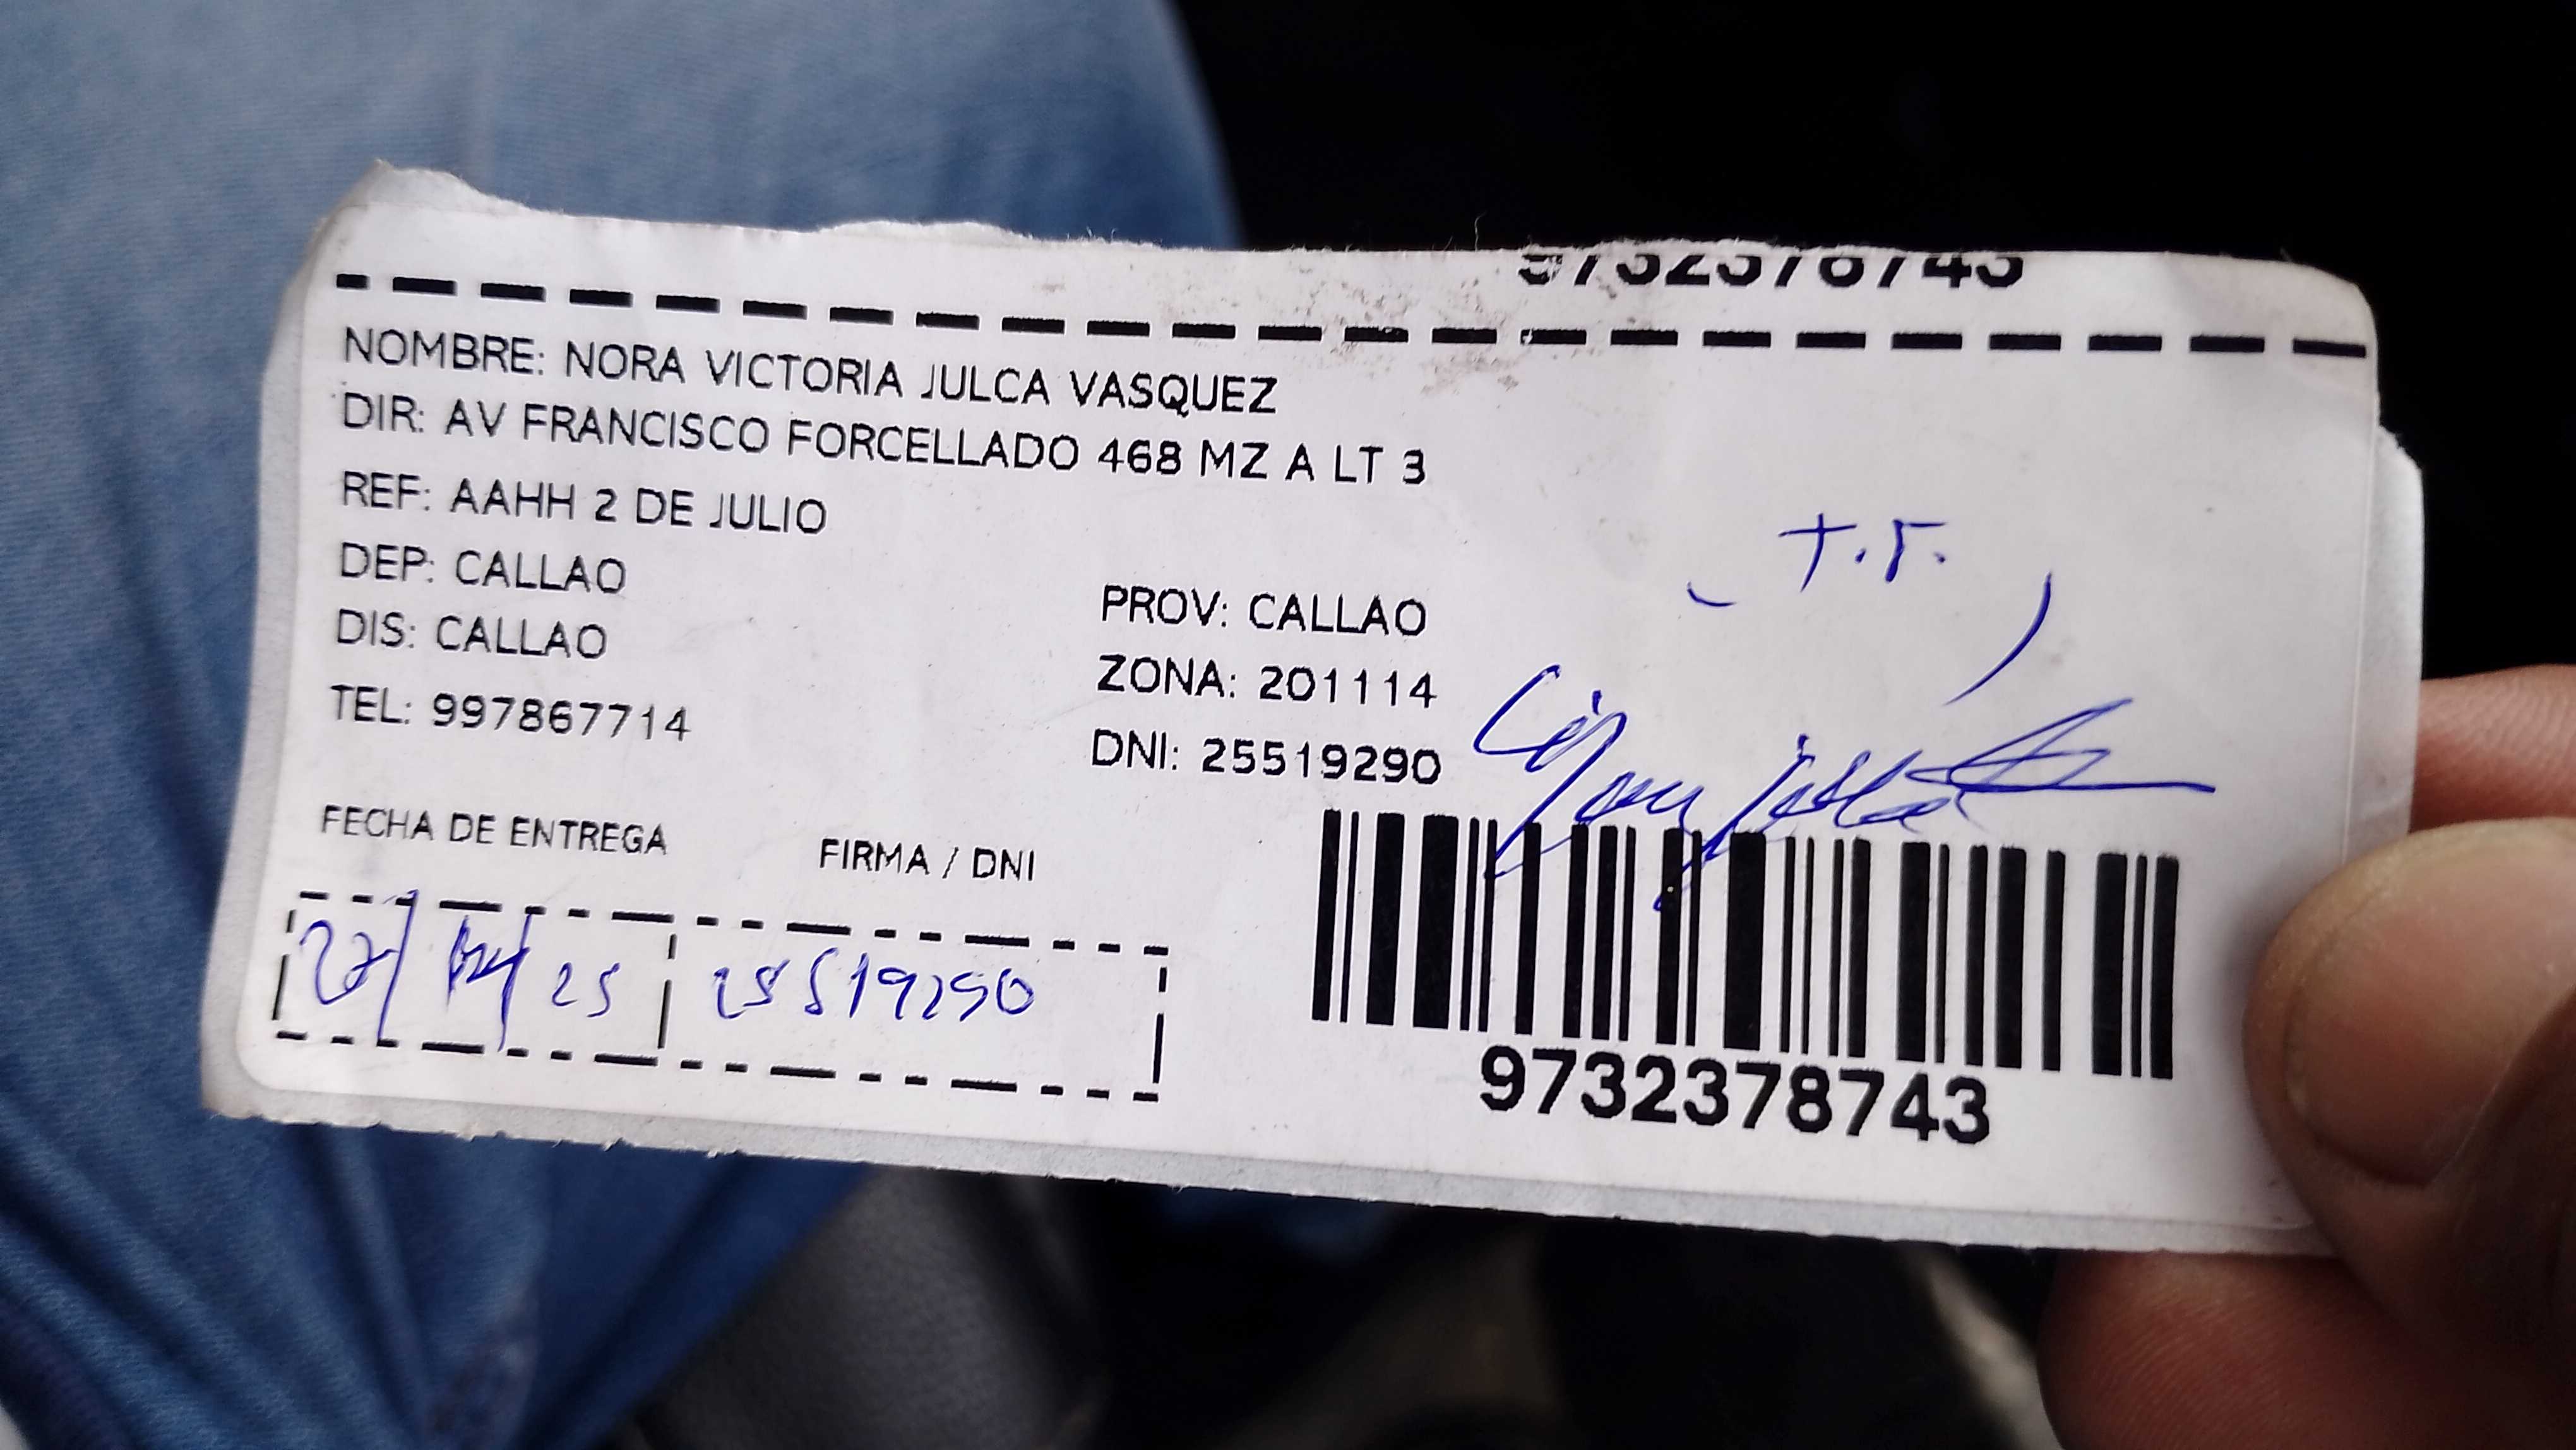 9732378743
NOMBRE: NORA VICTORIA JULCA VASQUEZ
DIR: AV FRANCISCO FORCELLADO 468 MZ A LT 3
REF: AAHH 2 DE JULIO
DEP: CALLAO
PROV: CALLAO
DIS: CALLAO
ZONA: 201114
TEL: 997867714
DNI: 25519290
FECHA DE ENTREGA
FIRMA / DNI
25 25519290
9732378743